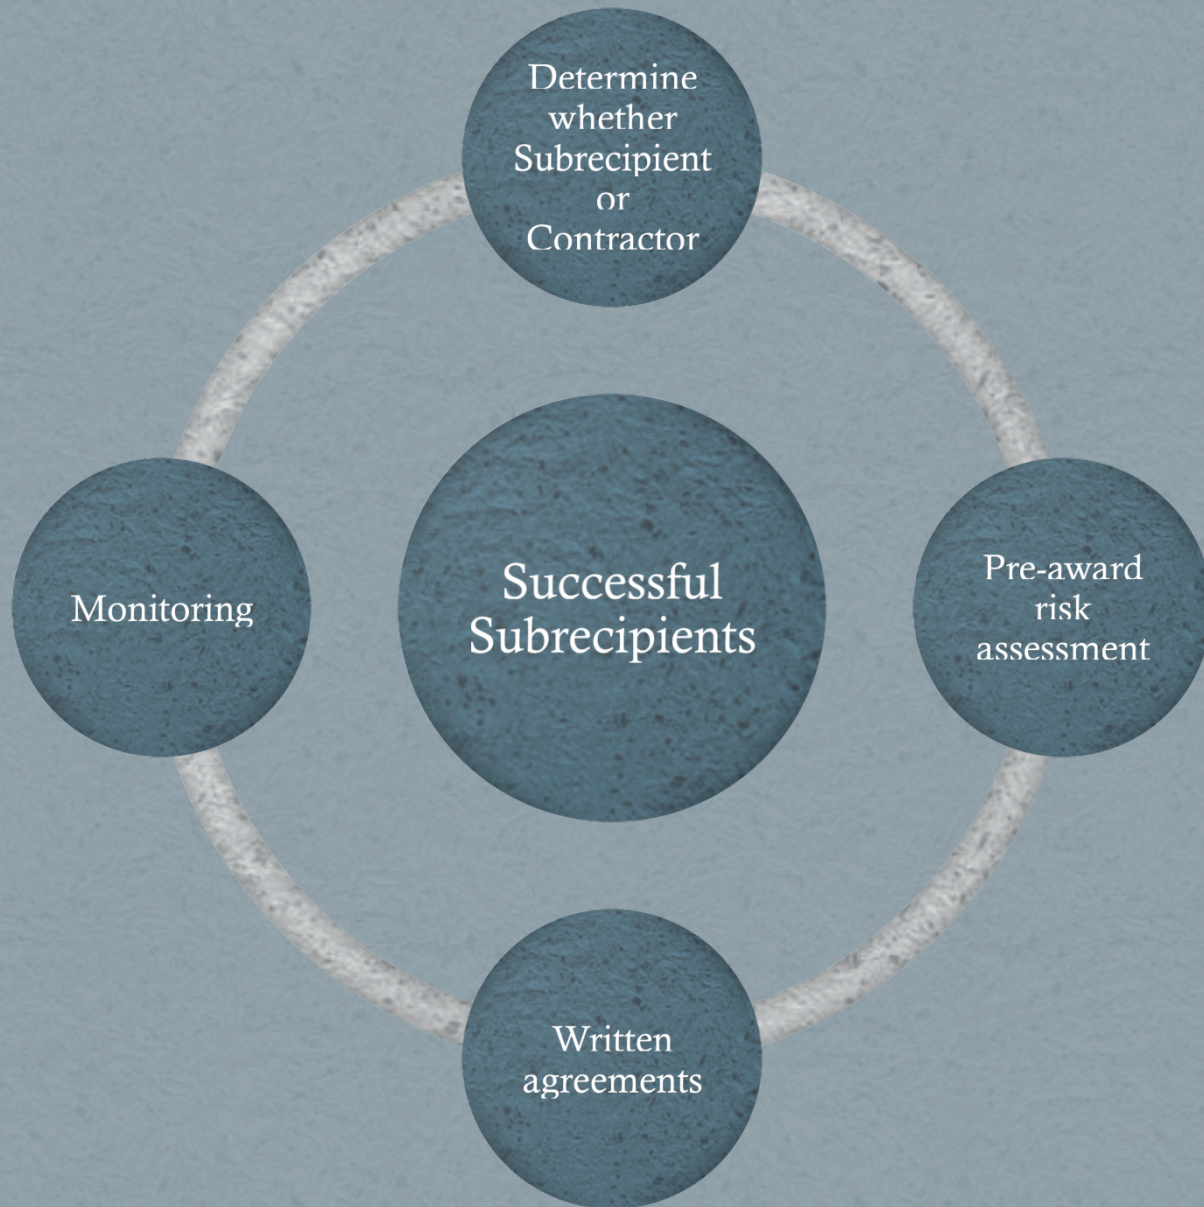 Determine
whether
Subrecipient
or
Contractor
Successful
Subrecipients
Pre-award
risk
assessment
Written
agreements
Monitoring